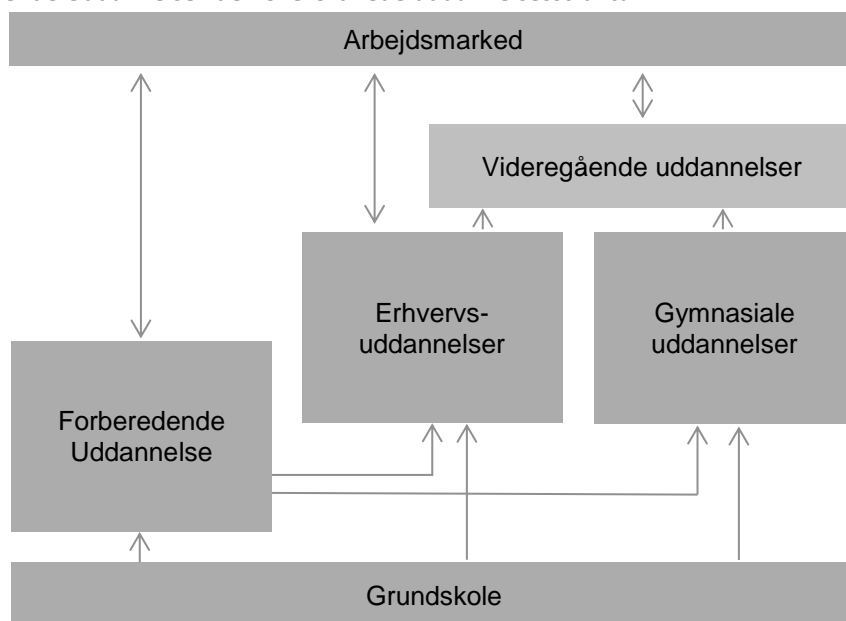 Arbejdsmarked
Videregående uddannelser
Erhvervs-
uddannelser
Gymnasiale
uddannelser
Forberedende
Uddannelse
Grundskole